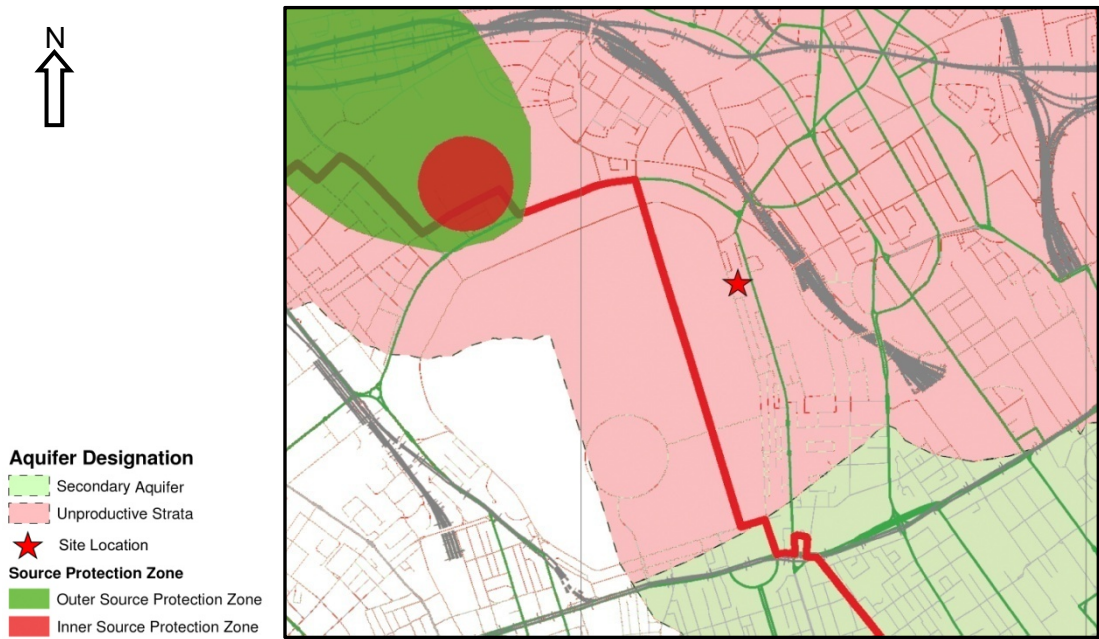 N
Aquifer Designation
Secondary Aquifer
Unproductive Strata
Site Location
Source Protection Zone
Outer Source Protection Zone
Inner Source Protection Zone